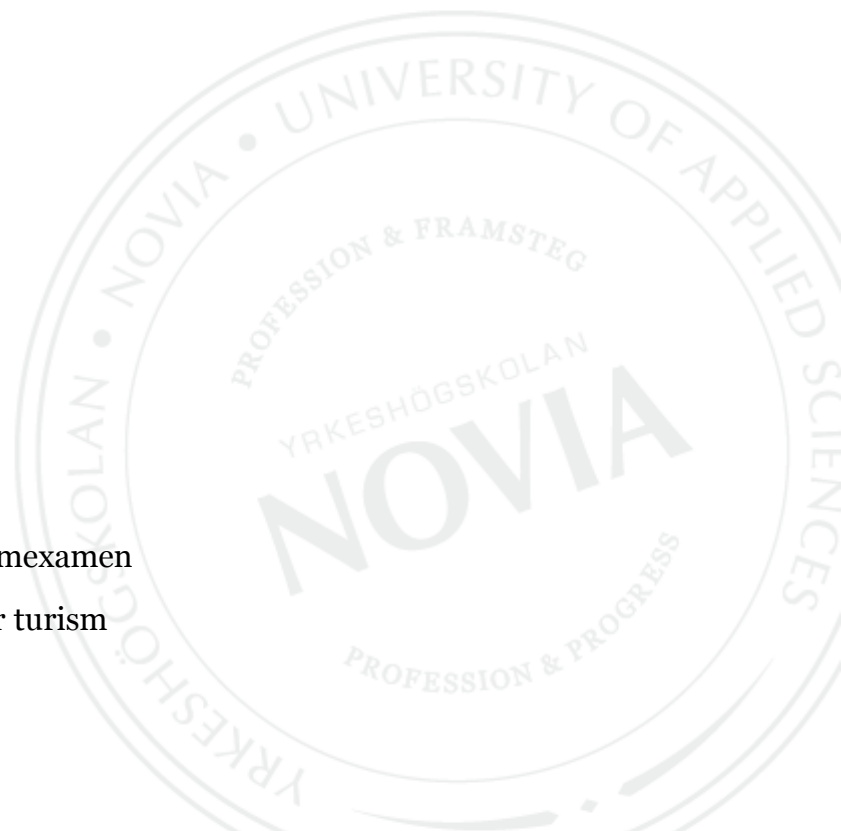 YRKESHÖGSKOLAN • NOVIA • UNIVERSITY OF APPLIED SCIENCES
PROFESSION & FRAMSTEG
YRKESHÖGSKOLAN
NOVIA
mexamen
r turism
PROFESSION & PROGRESS